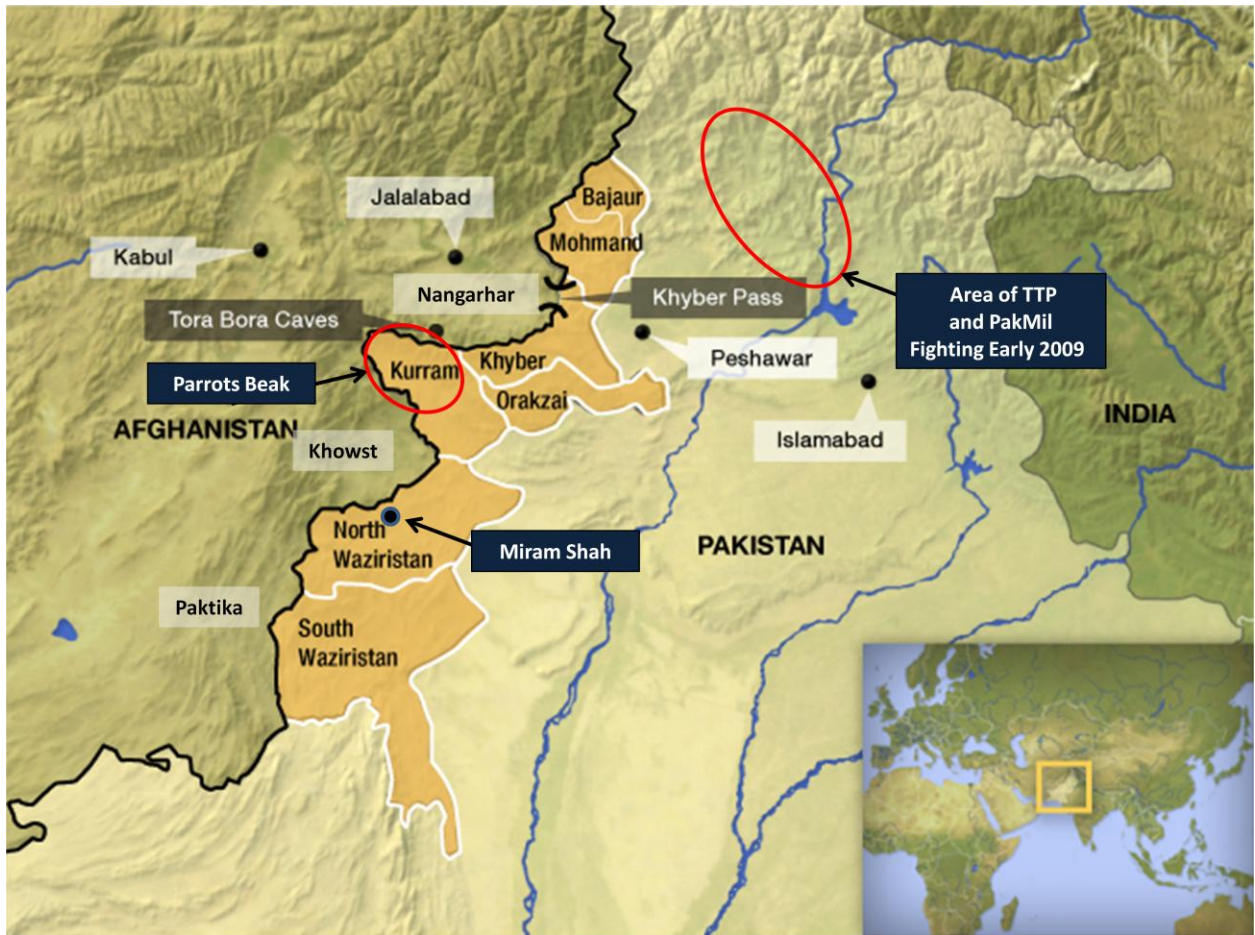 Bajaur
Jalalabad
Mohmand
Kabul
Nangarhar
Khyber Pass
Area of TTP
and PakMil
Fighting Early 2009
Tora Bora Caves
Peshawar
Kurram
Khyber
Parrots Beak
Orakzai
INDIA
AFGHANISTAN
Islamabad
Khowst
North
Waziristan
Miram Shah
PAKISTAN
Paktika
South
Waziristan